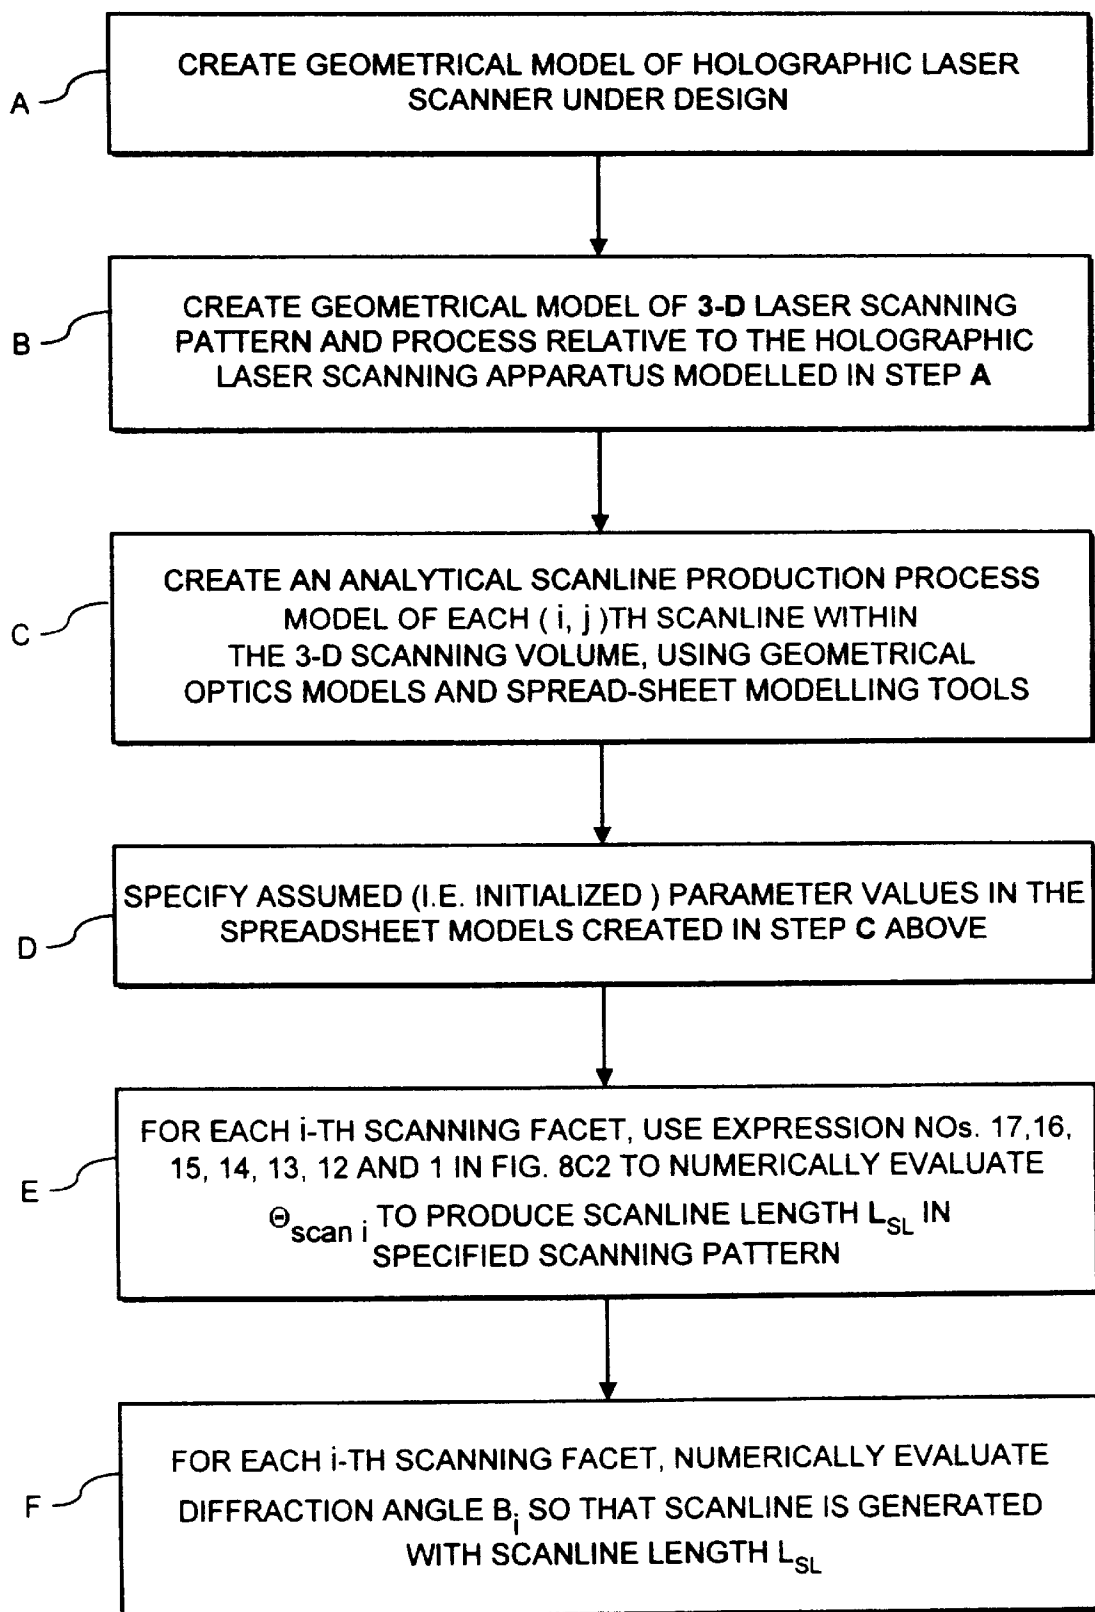 A
CREATE GEOMETRICAL MODEL OF HOLOGRAPHIC LASER
SCANNER UNDER DESIGN
B
CREATE GEOMETRICAL MODEL OF 3-D LASER SCANNING
PATTERN AND PROCESS RELATIVE TO THE HOLOGRAPHIC
LASER SCANNING APPARATUS MODELLED IN STEP A
C
CREATE AN ANALYTICAL SCANLINE PRODUCTION PROCESS
MODEL OF EACH ( i, j )TH SCANLINE WITHIN
THE 3-D SCANNING VOLUME, USING GEOMETRICAL
OPTICS MODELS AND SPREAD-SHEET MODELLING TOOLS
D
SPECIFY ASSUMED (I.E. INITIALIZED ) PARAMETER VALUES IN THE
SPREADSHEET MODELS CREATED IN STEP C ABOVE
E
FOR EACH i-TH SCANNING FACET, USE EXPRESSION NOs. 17,16,
15, 14, 13, 12 AND 1 IN FIG. 8C2 TO NUMERICALLY EVALUATE
Θscan i TO PRODUCE SCANLINE LENGTH LSL IN
SPECIFIED SCANNING PATTERN
F
FOR EACH i-TH SCANNING FACET, NUMERICALLY EVALUATE
DIFFRACTION ANGLE Bi SO THAT SCANLINE IS GENERATED
WITH SCANLINE LENGTH LSL